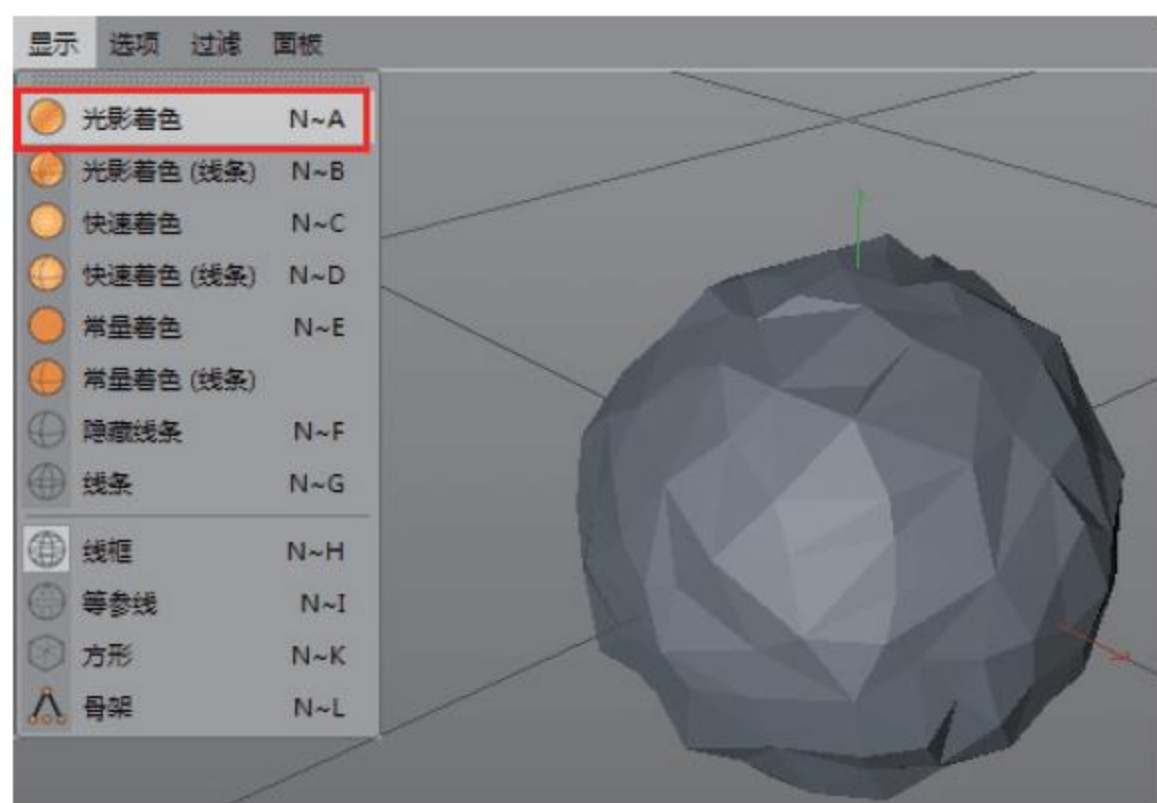 显示 选项 过滤 面板
光影着色 N~A
光影着色 (线条) N~B
快速着色 N~C
快速着色 (线条) N~D
常量着色 N~E
常量着色 (线条)
隐藏线条 N~F
线条 N~G
线框 N~H
等参线 N~I
方形 N~K
骨架 N~L